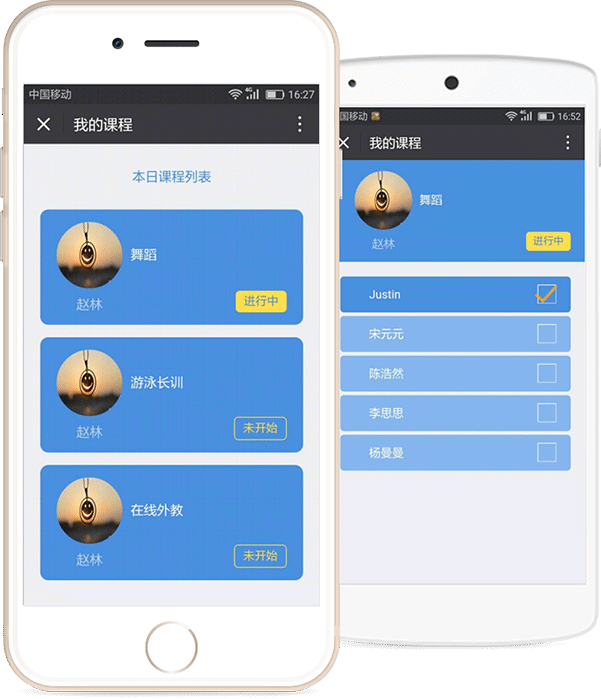 中国移动 4G 16:27
我的课程
本日课程列表
舞蹈
赵林
进行中
游泳长训
赵林
未开始
在线外教
赵林
未开始
国移动 4G 16:52
我的课程
舞蹈
赵林
进行中
Justin
宋元元
陈浩然
李思思
杨曼曼